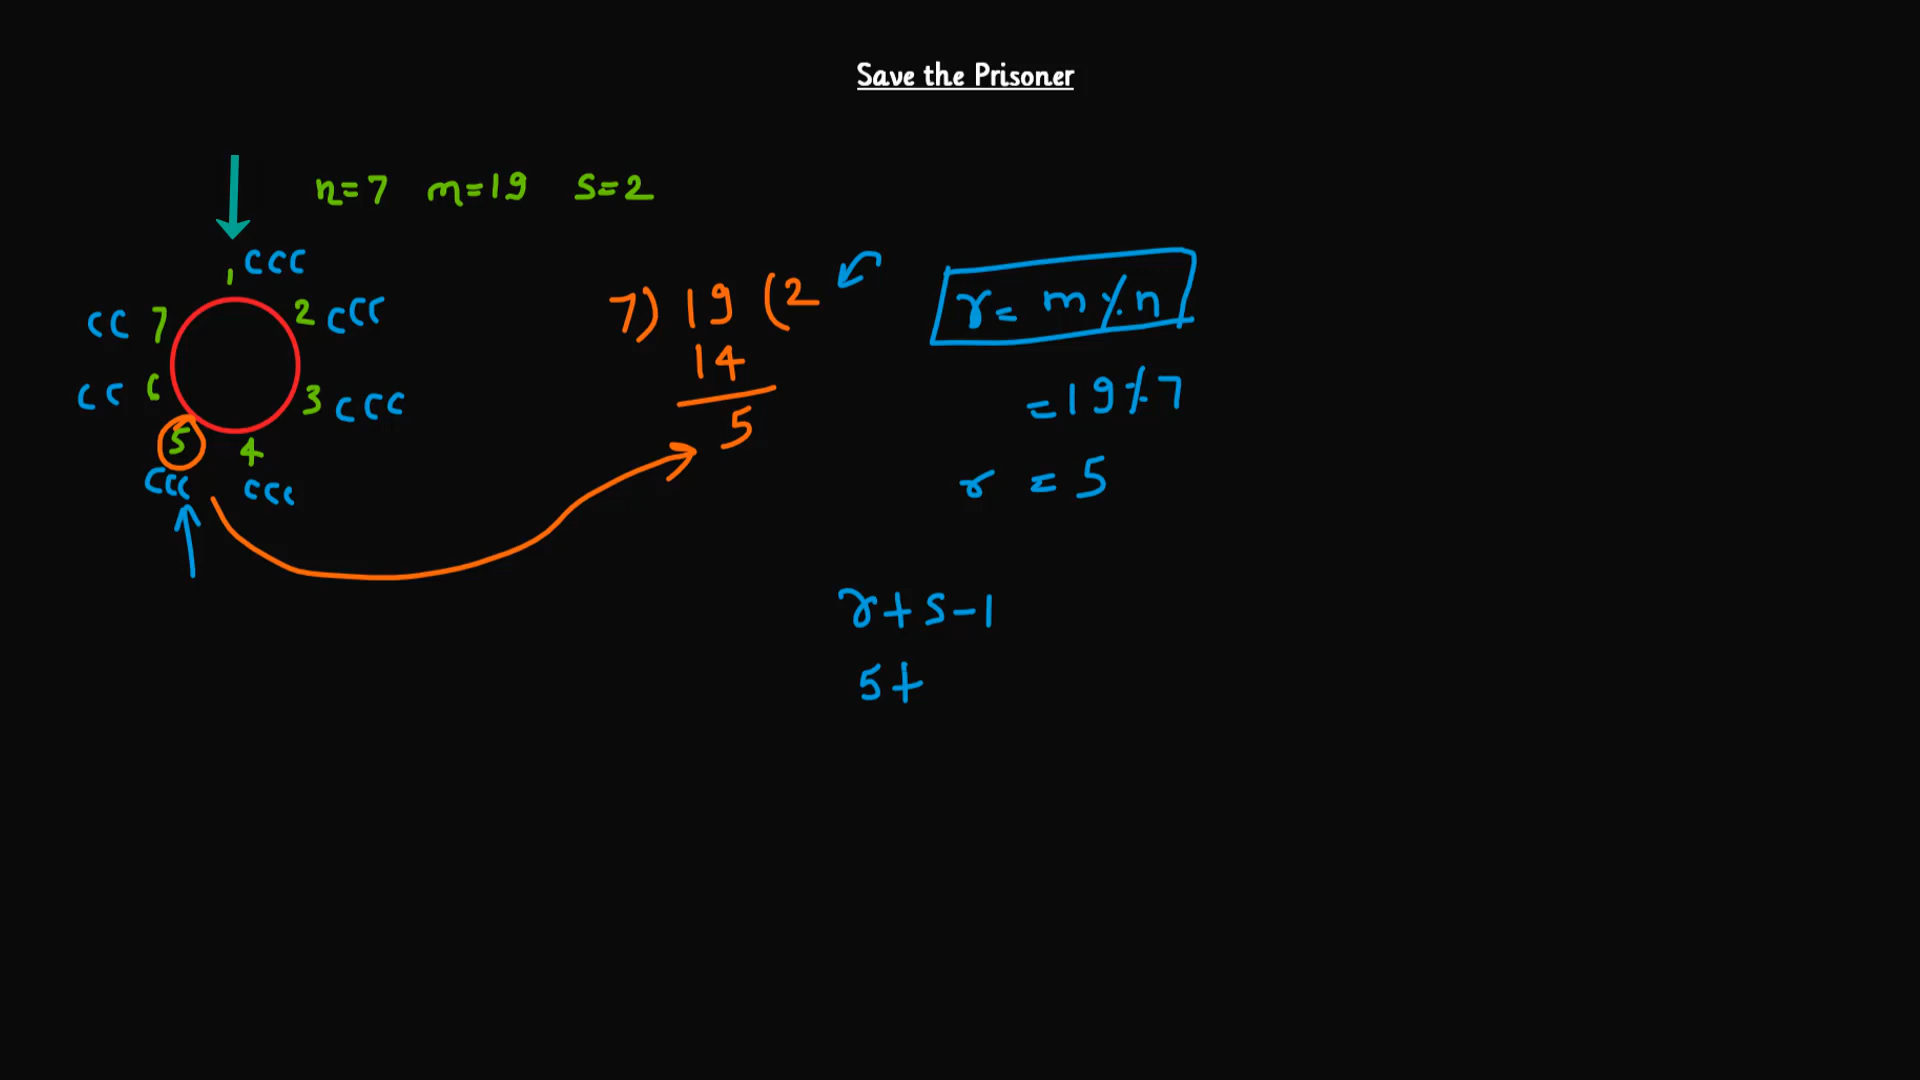 Save the Prisoner
n=7 m=19 S=2
1 CCC
CC 7 2 CCC
CC 6 3 CCC
5 4
CCC CCC
7) 19 (2
14
5
r = m % n
= 19 % 7
r = 5
r + s - 1
5 +